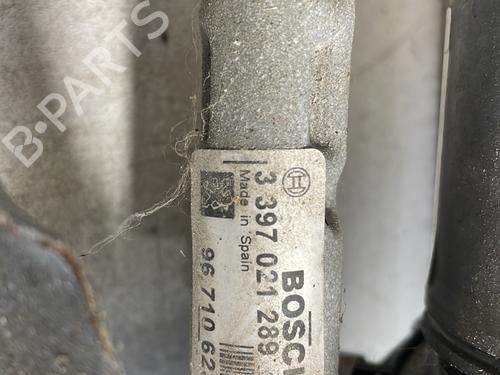 B-PARTS
BOSCH
3 397 021 289
Made in Spain
96 710 62